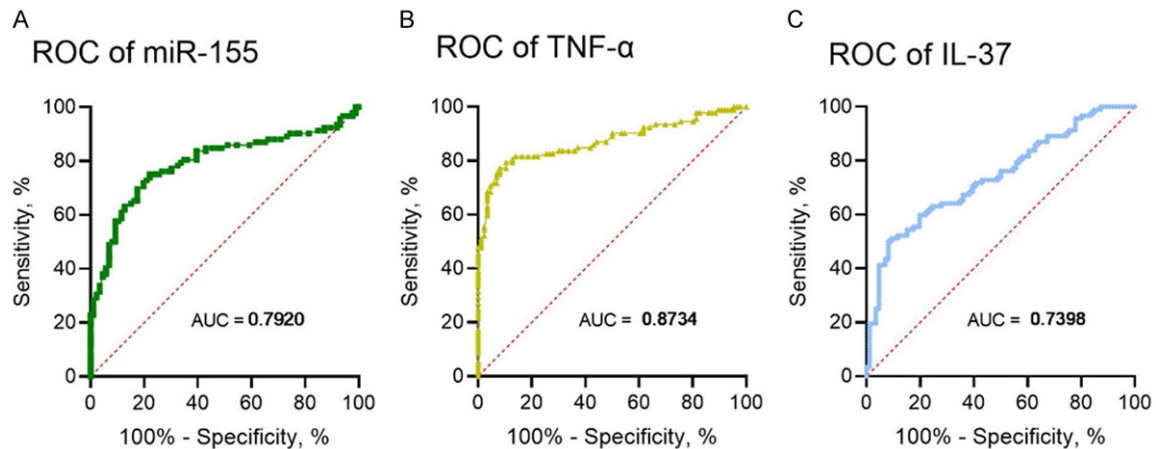 A
ROC of miR-155
100
80
60
40
20
0
Sensitivity, %
AUC = 0.7920
0 20 40 60 80 100
100% - Specificity, %
B
ROC of TNF-α
100
80
60
40
20
0
Sensitivity, %
AUC = 0.8734
0 20 40 60 80 100
100% - Specificity, %
C
ROC of IL-37
100
80
60
40
20
0
Sensitivity, %
AUC = 0.7398
0 20 40 60 80 100
100% - Specificity, %